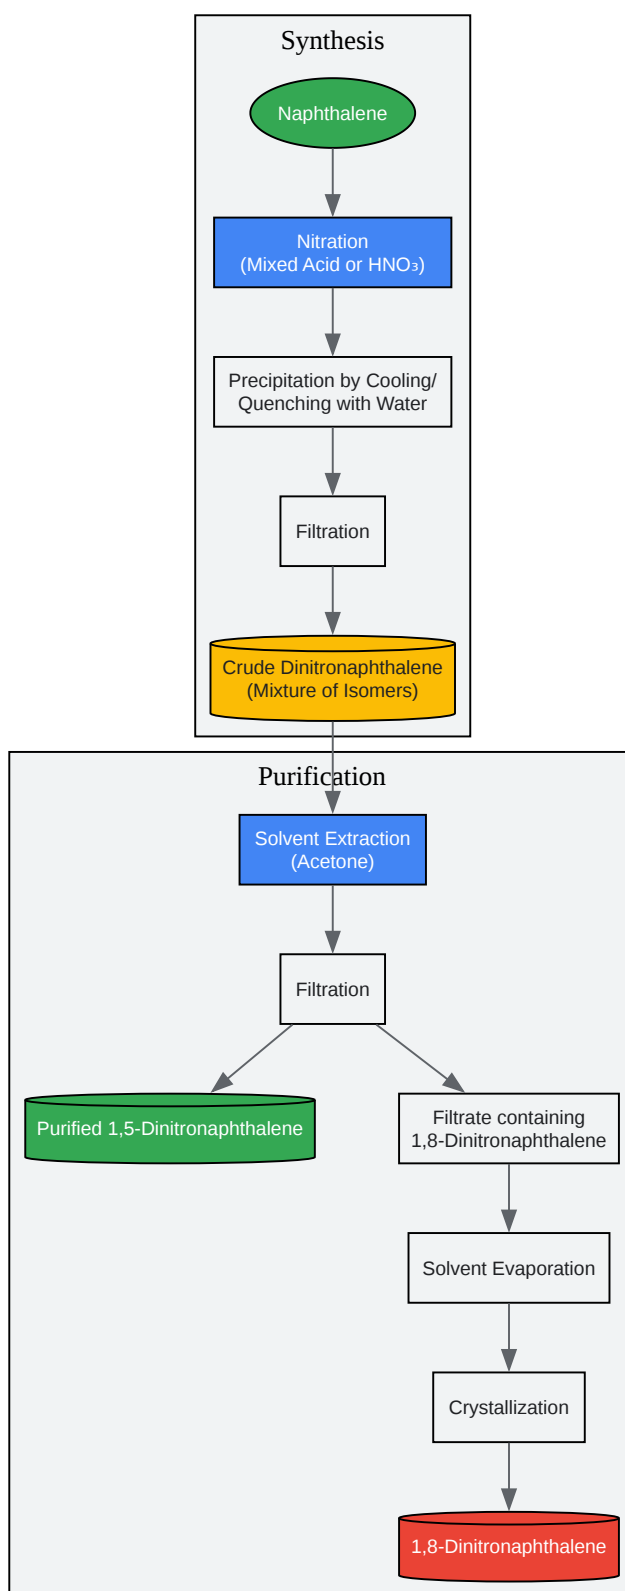 Synthesis
Naphthalene
Nitration
(Mixed Acid or HNO₃)
Precipitation by Cooling/
Quenching with Water
Filtration
Crude Dinitronaphthalene
(Mixture of Isomers)
Purification
Solvent Extraction
(Acetone)
Filtration
Purified 1,5-Dinitronaphthalene
Filtrate containing
1,8-Dinitronaphthalene
Solvent Evaporation
Crystallization
1,8-Dinitronaphthalene